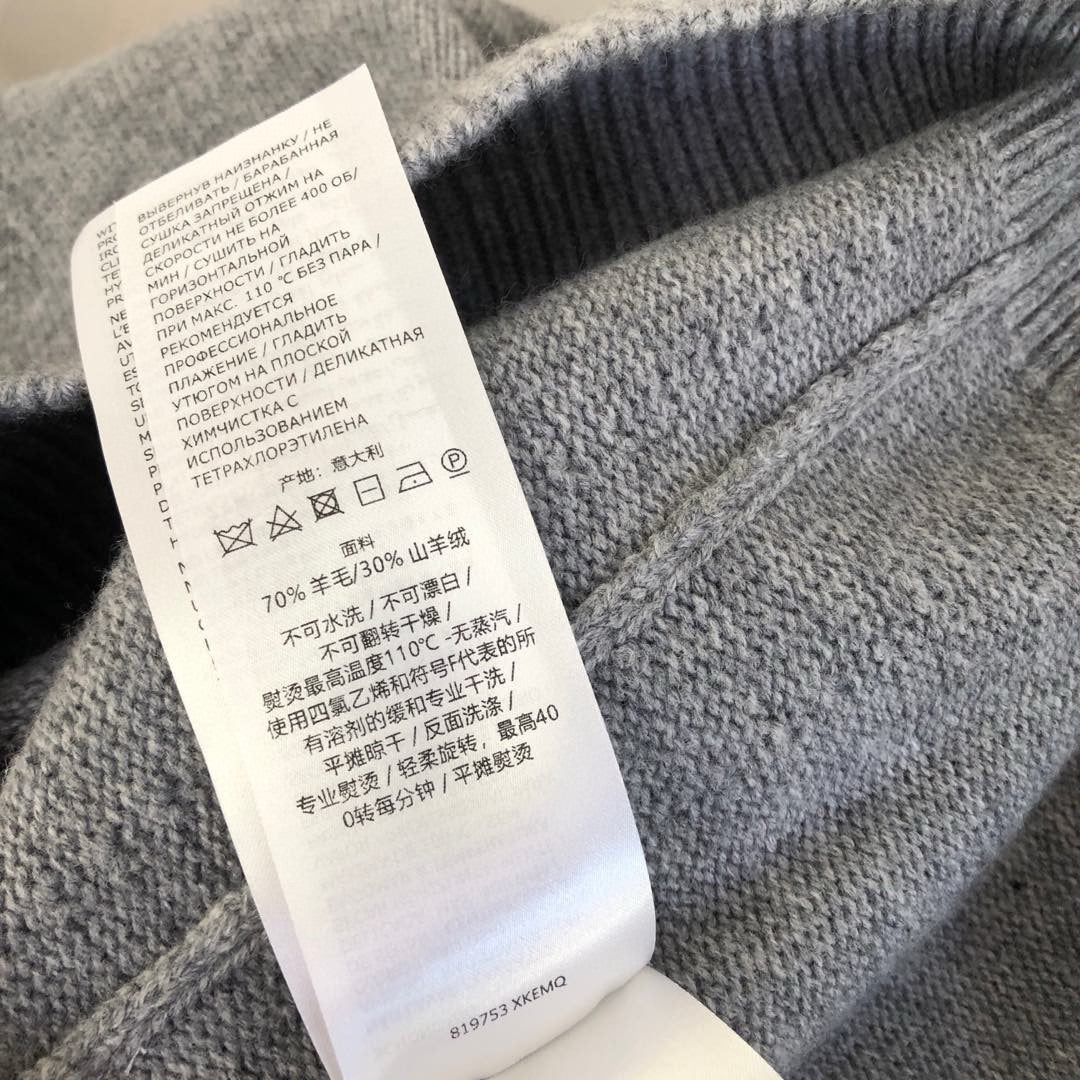 ВЫВЕРНУВ НАИЗНАНКУ / НЕ
ОТБЕЛИВАТЬ / БАРАБАННАЯ
СУШКА ЗАПРЕЩЕНА /
ДЕЛИКАТНЫЙ ОТЖИМ НА
СКОРОСТИ НЕ БОЛЕЕ 400 ОБ/
МИН / СУШИТЬ НА
ГОРИЗОНТАЛЬНОЙ
ПОВЕРХНОСТИ / ГЛАДИТЬ
ПРИ МАКС. 110 ℃ БЕЗ ПАРА /
РЕКОМЕНДУЕТСЯ
ПРОФЕССИОНАЛЬНОЕ
ПЛАЖЕНИЕ / ГЛАДИТЬ
УТЮГОМ НА ПЛОСКОЙ
ПОВЕРХНОСТИ / ДЕЛИКАТНАЯ
ХИМЧИСТКА С
ИСПОЛЬЗОВАНИЕМ
ТЕТРАХЛОРЭТИЛЕНА
产地：意大利
P
面料
70% 羊毛/30% 山羊绒
不可水洗 / 不可漂白 /
不可翻转干燥 /
熨烫最高温度110℃ -无蒸汽 /
使用四氯乙烯和符号F代表的所
有溶剂的缓和专业干洗 /
平摊晾干 / 反面洗涤 /
专业熨烫 / 轻柔旋转，最高40
0转每分钟 / 平摊熨烫
819753 XKEMQ